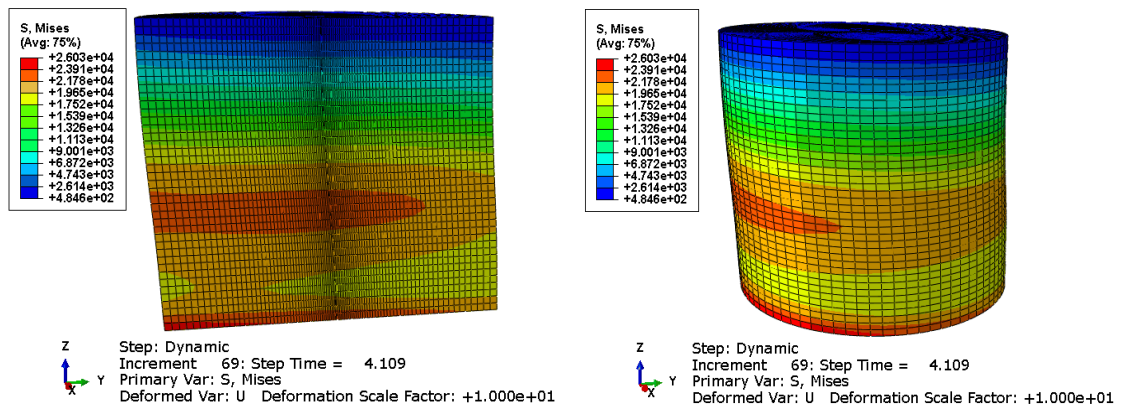 S, Mises
(Avg: 75%)
+2.603e+04
+2.391e+04
+2.178e+04
+1.965e+04
+1.752e+04
+1.539e+04
+1.326e+04
+1.113e+04
+9.001e+03
+6.872e+03
+4.743e+03
+2.614e+03
+4.846e+02
Z
Y
X
Step: Dynamic
Increment 69: Step Time = 4.109
Primary Var: S, Mises
Deformed Var: U Deformation Scale Factor: +1.000e+01
S, Mises
(Avg: 75%)
+2.603e+04
+2.391e+04
+2.178e+04
+1.965e+04
+1.752e+04
+1.539e+04
+1.326e+04
+1.113e+04
+9.001e+03
+6.872e+03
+4.743e+03
+2.614e+03
+4.846e+02
Z
Y
X
Step: Dynamic
Increment 69: Step Time = 4.109
Primary Var: S, Mises
Deformed Var: U Deformation Scale Factor: +1.000e+01